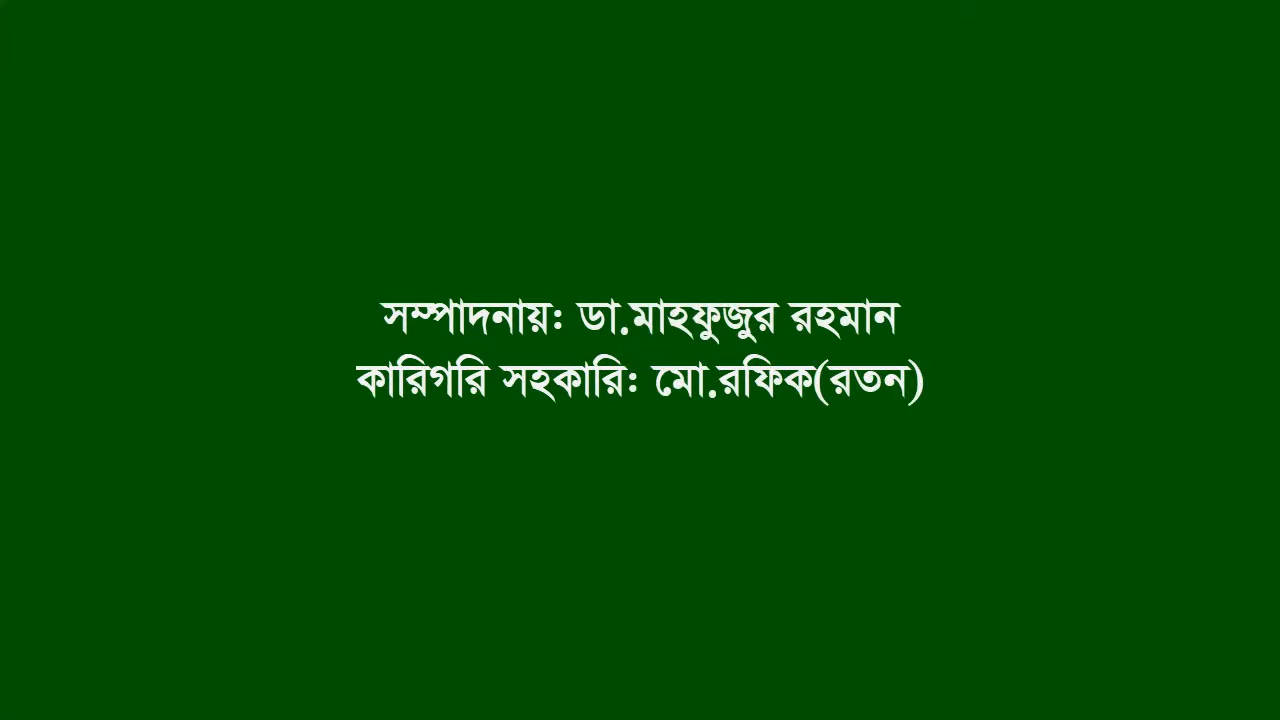 সম্পাদনায়: ডা.মাহফুজুর রহমান
কারিগরি সহকারি: মো.রফিক(রতন)